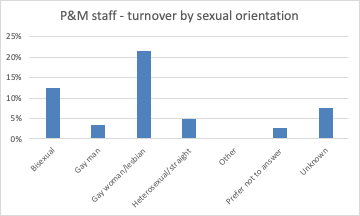 P&M staff - turnover by sexual orientation
25%
20%
15%
10%
5%
0%
Bisexual
Gay man
Gay woman/lesbian
Heterosexual/straight
Other
Prefer not to answer
Unknown